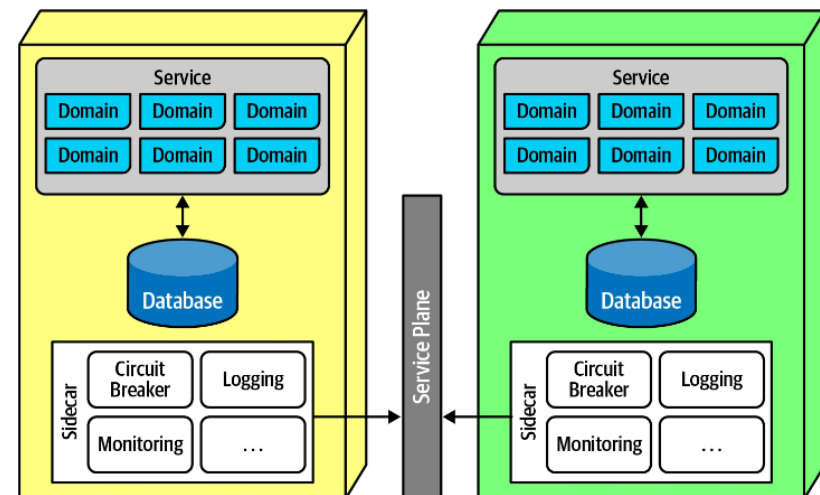 Service
Domain Domain Domain
Domain Domain Domain
Database
Sidecar
Circuit
Breaker
Logging
Monitoring
...
Service Plane
Service
Domain Domain Domain
Domain Domain Domain
Database
Sidecar
Circuit
Breaker
Logging
Monitoring
...